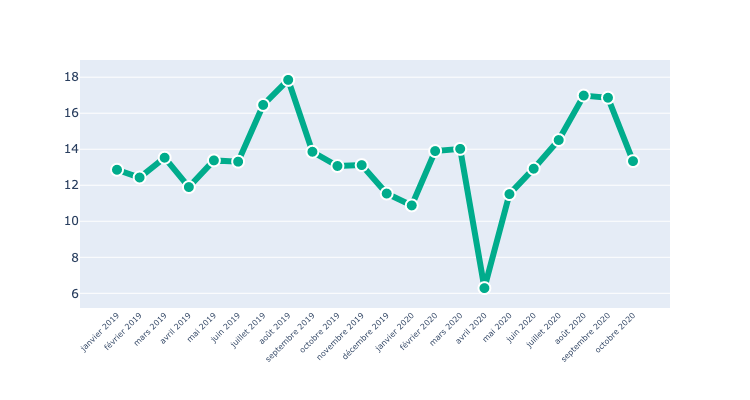 18
16
14
12
10
8
6
janvier 2019
février 2019
mars 2019
avril 2019
mai 2019
juin 2019
juillet 2019
août 2019
septembre 2019
octobre 2019
novembre 2019
décembre 2019
janvier 2020
février 2020
mars 2020
avril 2020
mai 2020
juin 2020
juillet 2020
août 2020
septembre 2020
octobre 2020